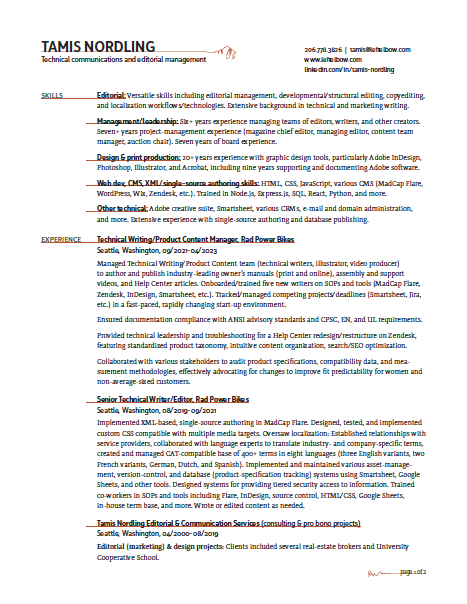 TAMIS NORDLING
Technical communications and editorial management
206.778.3826 | tamis@lefelbow.com
www.lefelbow.com
linkedin.com/in/tamis-nordling
SKILLS
Editorial: Versatile skills including editorial management, developmental/structural editing, copyediting,
and localization workflows/technologies. Extensive background in technical and marketing writing.
Management/leadership: Six+ years experience managing teams of editors, writers, and other creators.
Seven+ years project-management experience (magazine chief editor, managing editor, content team
manager, auction chair). Seven years of board experience.
Design & print production: 20+ years experience with graphic design tools, particularly Adobe InDesign,
Photoshop, Illustrator, and Acrobat, including nine years supporting and documenting Adobe software.
Web dev, CMS, XML/single-source authoring skills: HTML, CSS, JavaScript, various CMS (MadCap Flare,
WordPress, Wix, Zendesk, etc.). Trained in Node.js, Express.js, SQL, React, Python, and more.
Other technical: Adobe creative suite, Smartsheet, various CRMs, e-mail and domain administration,
and more. Extensive experience with single-source authoring and database publishing.
EXPERIENCE
Technical Writing/Product Content Manager, Rad Power Bikes
Seattle, Washington, 09/2021-04/2023
Managed Technical Writing/Product Content team (technical writers, illustrator, video producer)
to author and publish industry-leading owner's manuals (print and online), assembly and support
videos, and Help Center articles. Onboarded/trained five new writers on SOPs and tools (MadCap Flare,
Zendesk, InDesign, Smartsheet, etc.). Tracked/managed competing projects/deadlines (Smartsheet, Jira,
etc.) in a fast-paced, rapidly changing start-up environment.
Ensured documentation compliance with ANSI advisory standards and CPSC, EN, and UL requirements.
Provided technical leadership and troubleshooting for a Help Center redesign/restructure on Zendesk,
featuring standardized product taxonomy, intuitive content organization, search/SEO optimization.
Collaborated with various stakeholders to audit product specifications, compatibility data, and mea-
surement methodologies, effectively advocating for changes to improve fit predictability for women and
non-average-sized customers.
Senior Technical Writer/Editor, Rad Power Bikes
Seattle, Washington, 08/2019-09/2021
Implemented XML-based, single-source authoring in MadCap Flare. Designed, tested, and implemented
custom CSS compatible with multiple media targets. Oversaw localization: Established relationships with
service providers, collaborated with language experts to translate industry- and company-specific terms,
created and managed CAT-compatible base of 400+ terms in eight languages (three English variants, two
French variants, German, Dutch, and Spanish). Implemented and maintained various asset-manage-
ment, version-control, and database (product-specification tracking) systems using Smartsheet, Google
Sheets, and other tools. Designed systems for providing tiered security access to information. Trained
co-workers in SOPs and tools including Flare, InDesign, source control, HTML/CSS, Google Sheets,
in-house term base, and more. Wrote or edited content as needed.
Tamis Nordling Editorial & Communication Services (consulting & pro bono projects)
Seattle, Washington, 04/2000-08/2019
Editorial (marketing) & design projects: Clients included several real-estate brokers and University
Cooperative School.
page 1 of 2